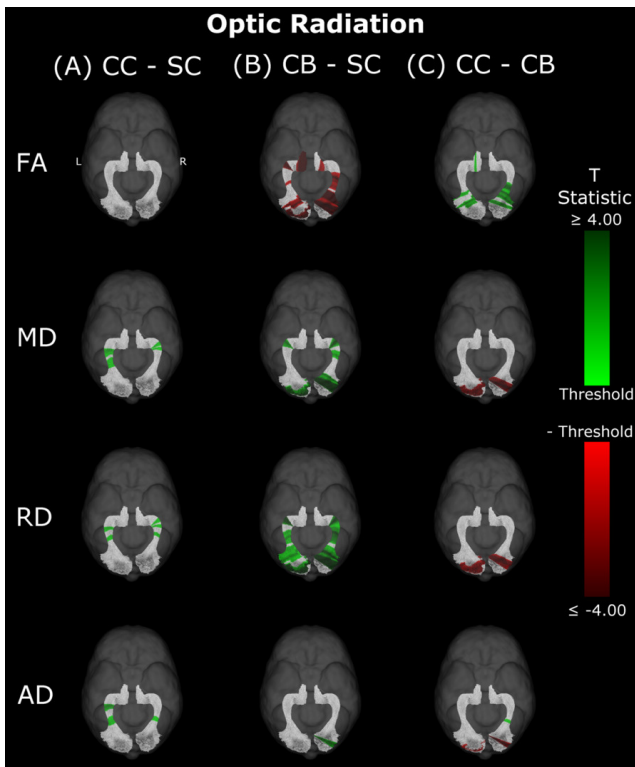 Optic Radiation
(A) CC - SC (B) CB - SC (C) CC - CB
FA
L R
T
Statistic
≥ 4.00
MD
Threshold
- Threshold
RD
≤ -4.00
AD